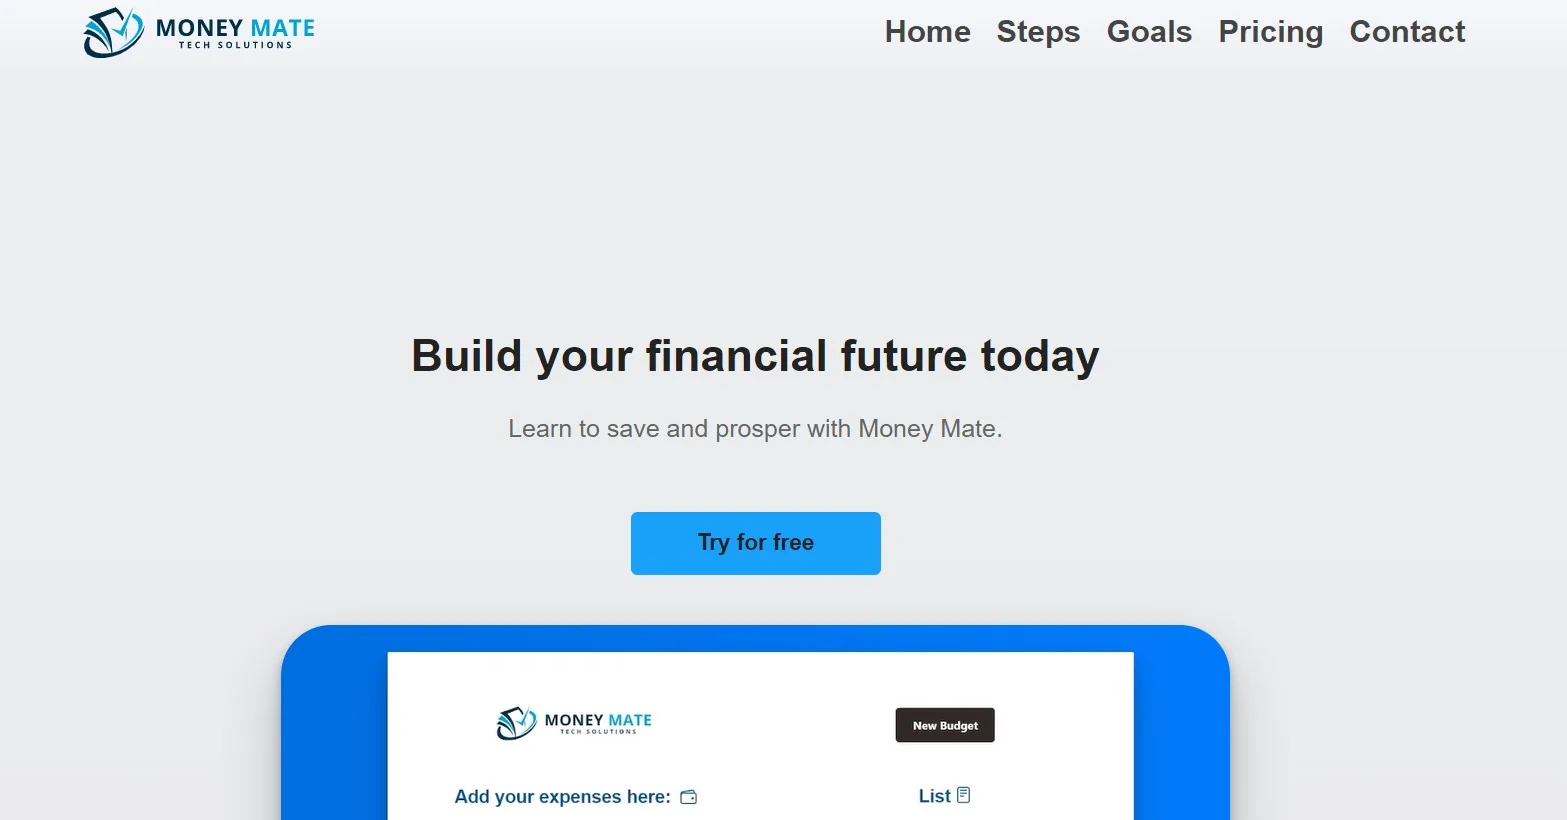 MONEY MATE
TECH SOLUTIONS
Home Steps Goals Pricing Contact
Build your financial future today
Learn to save and prosper with Money Mate.
Try for free
MONEY MATE
TECH SOLUTIONS
New Budget
Add your expenses here:
List